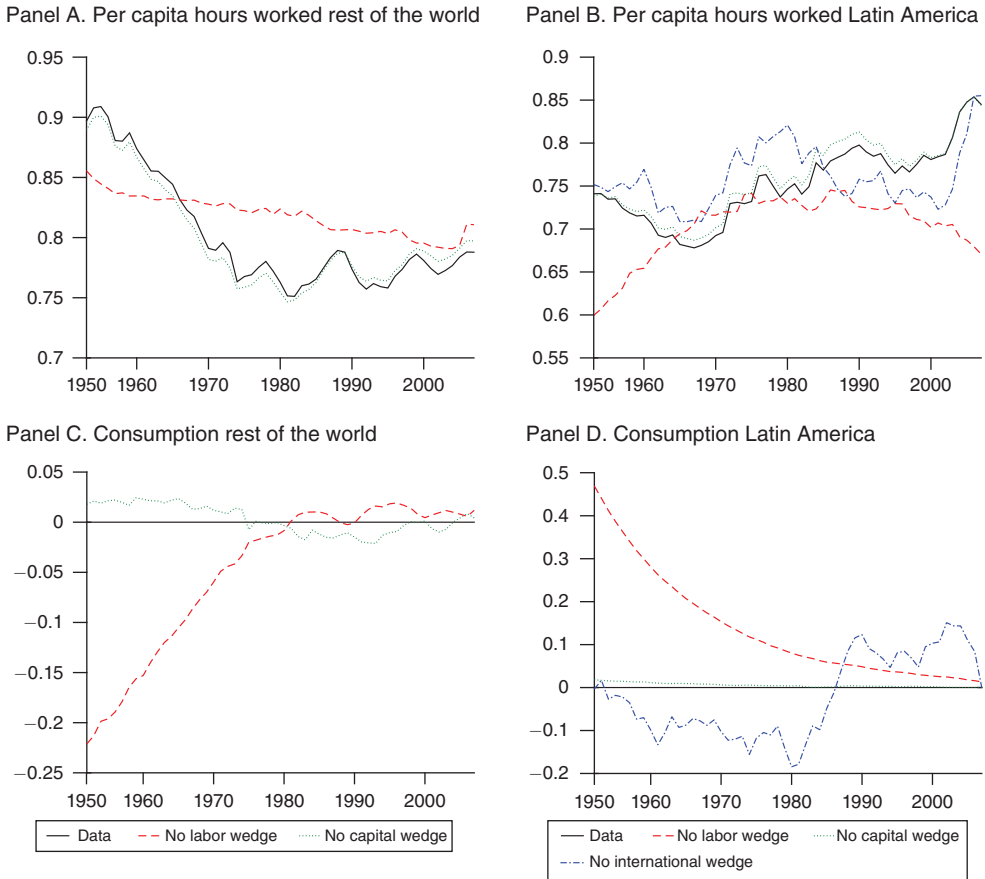 Panel A. Per capita hours worked rest of the world
0.95
0.9
0.85
0.8
0.75
0.7
1950 1960 1970 1980 1990 2000
Panel B. Per capita hours worked Latin America
0.9
0.85
0.8
0.75
0.7
0.65
0.6
0.55
1950 1960 1970 1980 1990 2000
Panel C. Consumption rest of the world
0.05
0
−0.05
−0.1
−0.15
−0.2
−0.25
1950 1960 1970 1980 1990 2000
Data No labor wedge No capital wedge
Panel D. Consumption Latin America
0.5
0.4
0.3
0.2
0.1
0
−0.1
−0.2
1950 1960 1970 1980 1990 2000
Data No labor wedge No capital wedge
No international wedge